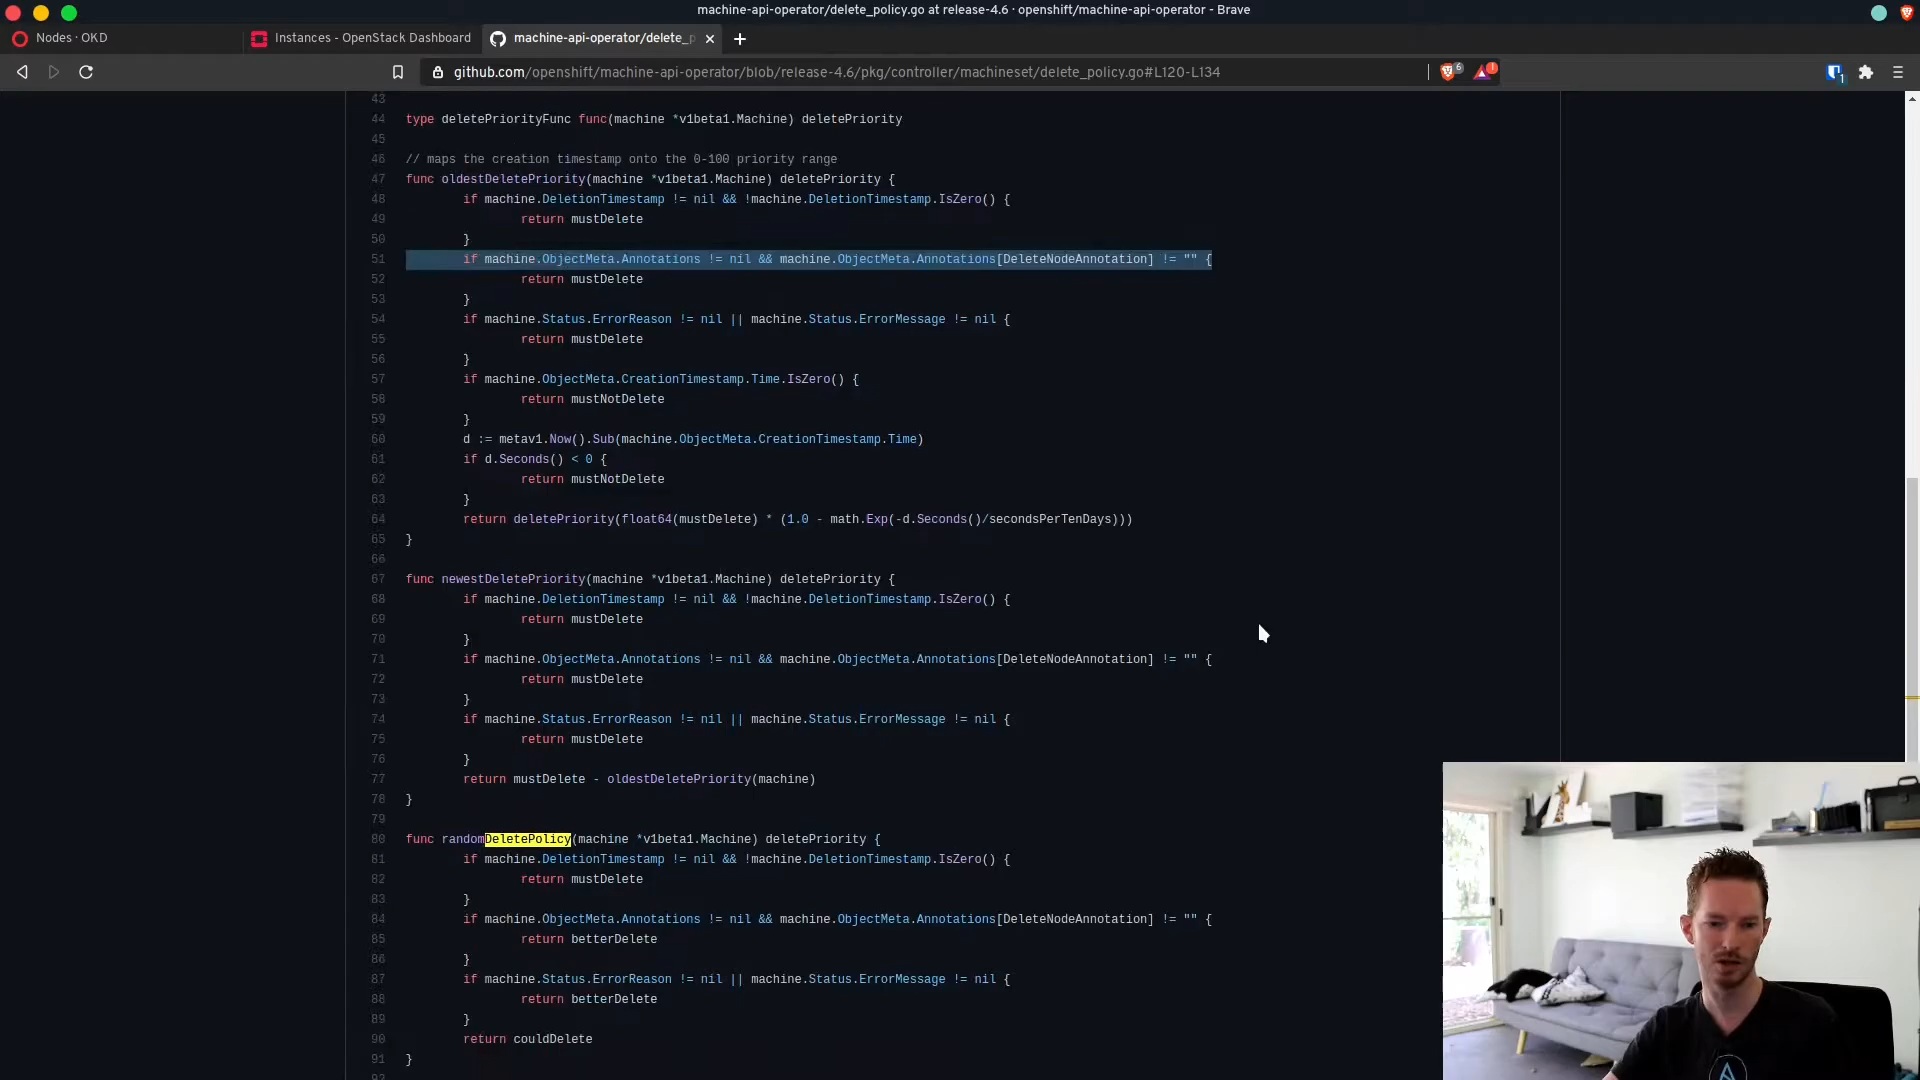 machine-api-operator/delete_policy.go at release-4.6 · openshift/machine-api-operator - Brave
Nodes · OKD
Instances - OpenStack Dashboard
machine-api-operator/delete_p
github.com/openshift/machine-api-operator/blob/release-4.6/pkg/controller/machineset/delete_policy.go#L120-L134
6
1
1
43
44 type deletePriorityFunc func(machine *v1beta1.Machine) deletePriority
45
46 // maps the creation timestamp onto the 0-100 priority range
47 func oldestDeletePriority(machine *v1beta1.Machine) deletePriority {
48 if machine.DeletionTimestamp != nil && !machine.DeletionTimestamp.IsZero() {
49 return mustDelete
50 }
51 if machine.ObjectMeta.Annotations != nil && machine.ObjectMeta.Annotations[DeleteNodeAnnotation] != "" {
52 return mustDelete
53 }
54 if machine.Status.ErrorReason != nil || machine.Status.ErrorMessage != nil {
55 return mustDelete
56 }
57 if machine.ObjectMeta.CreationTimestamp.Time.IsZero() {
58 return mustNotDelete
59 }
60 d := metav1.Now().Sub(machine.ObjectMeta.CreationTimestamp.Time)
61 if d.Seconds() < 0 {
62 return mustNotDelete
63 }
64 return deletePriority(float64(mustDelete) * (1.0 - math.Exp(-d.Seconds()/secondsPerTenDays)))
65 }
66
67 func newestDeletePriority(machine *v1beta1.Machine) deletePriority {
68 if machine.DeletionTimestamp != nil && !machine.DeletionTimestamp.IsZero() {
69 return mustDelete
70 }
71 if machine.ObjectMeta.Annotations != nil && machine.ObjectMeta.Annotations[DeleteNodeAnnotation] != "" {
72 return mustDelete
73 }
74 if machine.Status.ErrorReason != nil || machine.Status.ErrorMessage != nil {
75 return mustDelete
76 }
77 return mustDelete - oldestDeletePriority(machine)
78 }
79
80 func randomDeletePolicy(machine *v1beta1.Machine) deletePriority {
81 if machine.DeletionTimestamp != nil && !machine.DeletionTimestamp.IsZero() {
82 return mustDelete
83 }
84 if machine.ObjectMeta.Annotations != nil && machine.ObjectMeta.Annotations[DeleteNodeAnnotation] != "" {
85 return betterDelete
86 }
87 if machine.Status.ErrorReason != nil || machine.Status.ErrorMessage != nil {
88 return betterDelete
89 }
90 return couldDelete
91 }